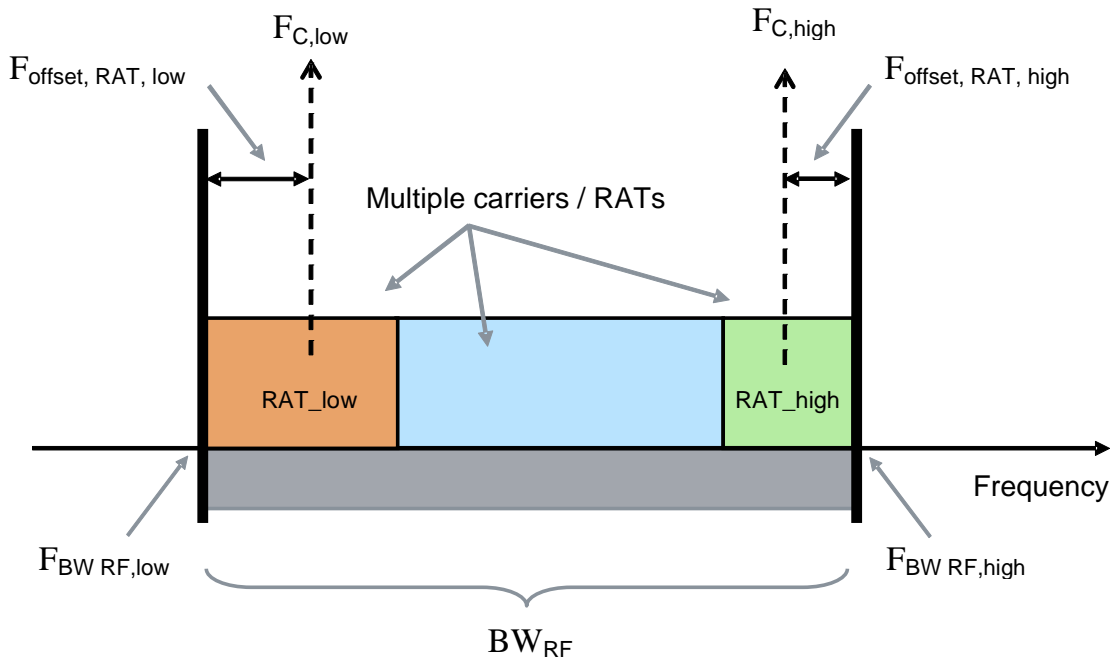 F_C,low
F_C,high
F_offset, RAT, low
F_offset, RAT, high
Multiple carriers / RATs
RAT_low
RAT_high
Frequency
F_BW RF,low
F_BW RF,high
BW_RF